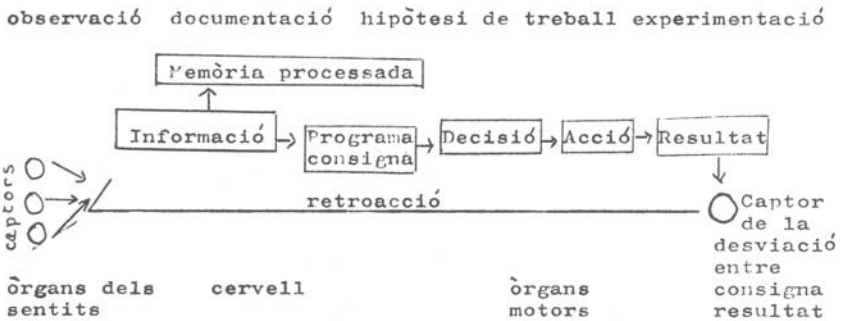 observació documentació hipòtesi de treball experimentació
Memòria processada
Informació
Programa
consigna
Decisió
Acció
Resultat
captors
retroacció
Captor
de la
desviació
entre
consigna
resultat
òrgans dels
sentits
cervell
òrgans
motors